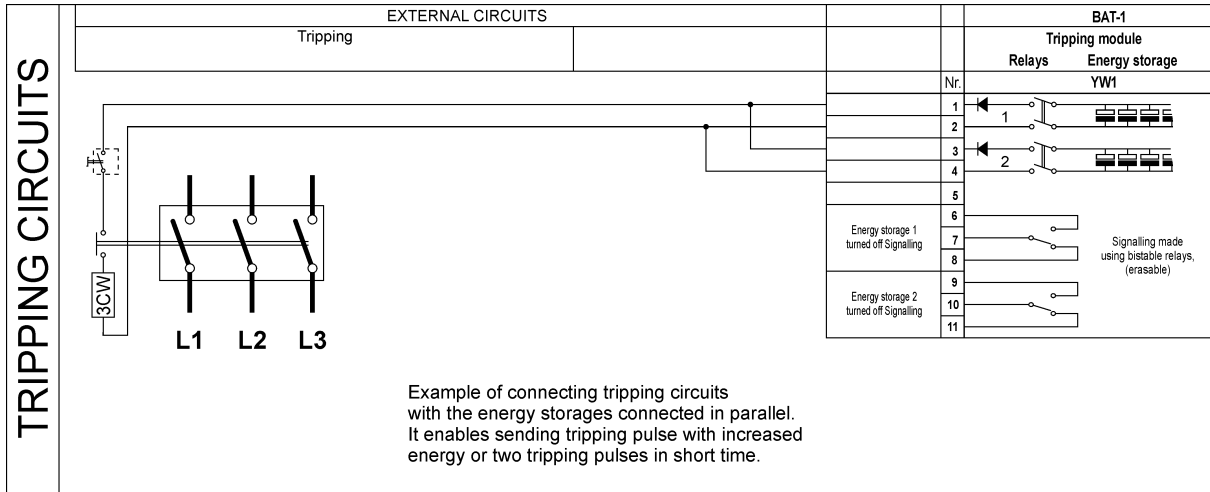 TRIPPING CIRCUITS
EXTERNAL CIRCUITS
BAT-1
Tripping
Tripping module
Relays Energy storage
Nr. YW1
1
1
2
3
2
4
5
6
Energy storage 1
turned off Signalling
7
8
Signalling made
using bistable relays,
(erasable)
9
Energy storage 2
turned off Signalling
10
11
3CW
L1 L2 L3
Example of connecting tripping circuits
with the energy storages connected in parallel.
It enables sending tripping pulse with increased
energy or two tripping pulses in short time.